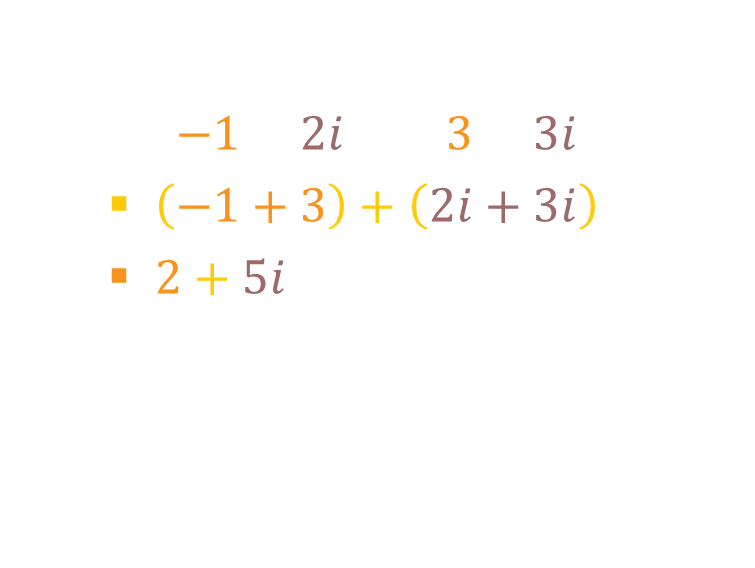 −1 2i 3 3i
▪ (−1 + 3) + (2i + 3i)
▪ 2 + 5i